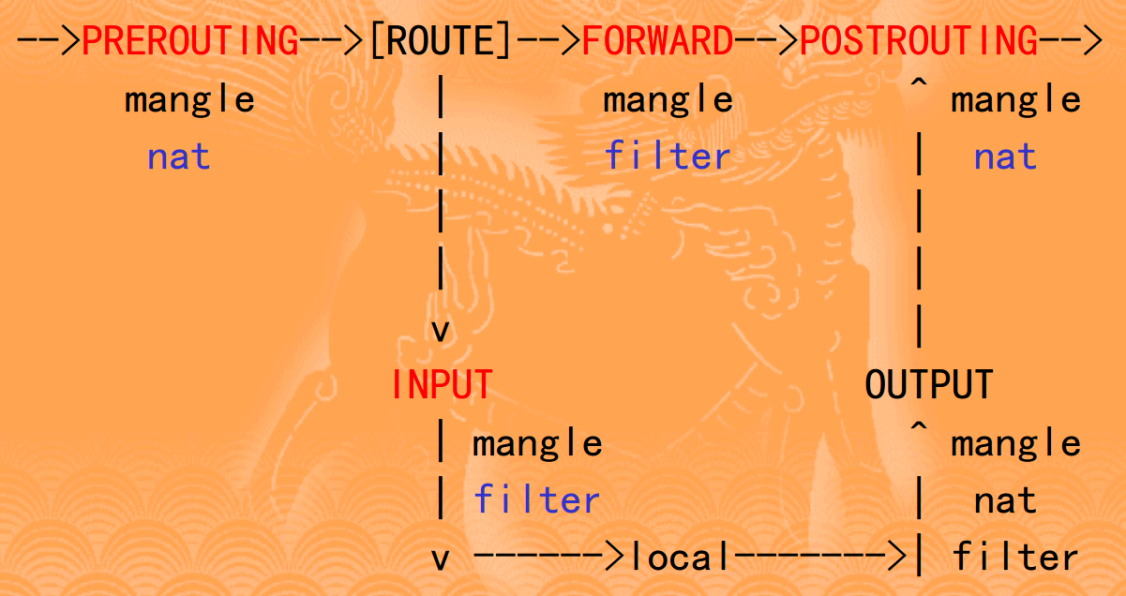 -->PREROUTING-->[ROUTE]-->FORWARD-->POSTROUTING-->
mangle | mangle ^ mangle
nat | filter | nat
| |
| |
v |
INPUT OUTPUT
| mangle ^ mangle
| filter | nat
v ------>local------->| filter